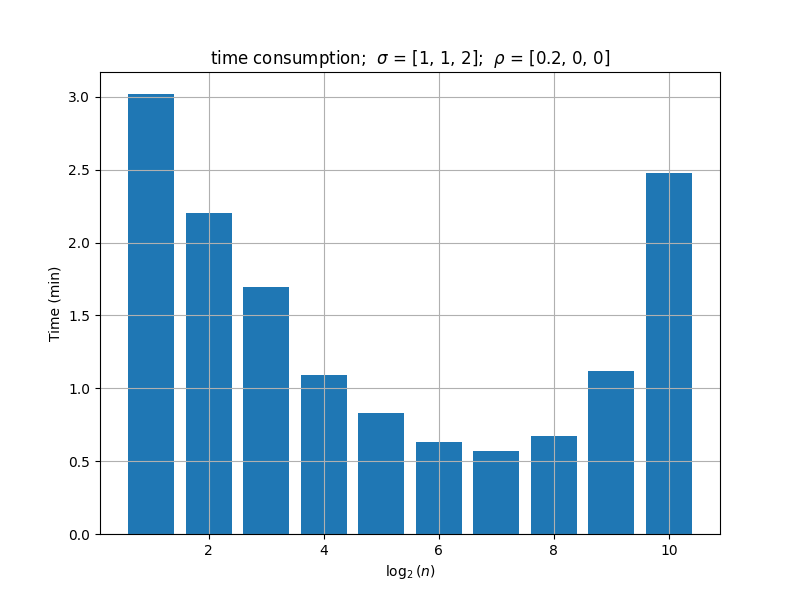 time consumption; σ = [1, 1, 2]; ρ = [0.2, 0, 0]
3.0
2.5
2.0
1.5
1.0
0.5
0.0
Time (min)
2 4 6 8 10
log₂(n)